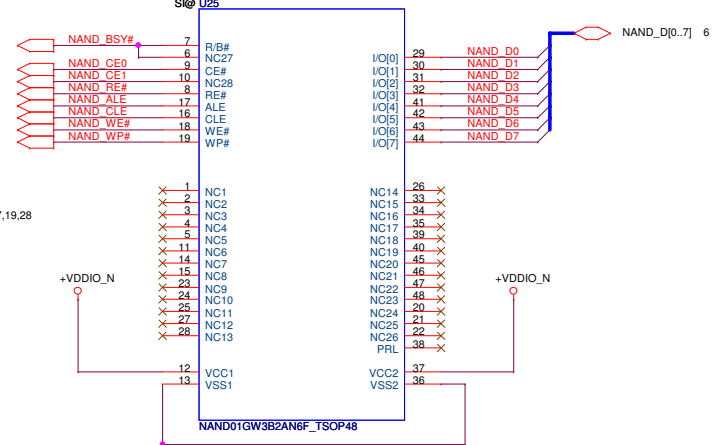 SI@ U25
NAND_BSY# 7 R/B#
6 NC27
NAND_CE0 9 CE#
NAND_CE1 10 NC28
NAND_RE# 8 RE#
NAND_ALE 17 ALE
NAND_CLE 16 CLE
NAND_WE# 18 WE#
NAND_WP# 19 WP#
I/O[0] 29 NAND_D0
I/O[1] 30 NAND_D1
I/O[2] 31 NAND_D2
I/O[3] 32 NAND_D3
I/O[4] 41 NAND_D4
I/O[5] 42 NAND_D5
I/O[6] 43 NAND_D6
I/O[7] 44 NAND_D7
NAND_D[0..7] 6
1 NC1
2 NC2
3 NC3
4 NC4
5 NC5
11 NC6
14 NC7
15 NC8
23 NC9
24 NC10
25 NC11
27 NC12
28 NC13
NC14 26
NC15 33
NC16 34
NC17 35
NC18 39
NC19 40
NC20 45
NC21 46
NC22 47
NC23 48
NC24 20
NC25 21
NC26 22
PRL 38
,19,28
+VDDIO_N
+VDDIO_N
12 VCC1
13 VSS1
VCC2 37
VSS2 36
NAND01GW3B2AN6F_TSOP48